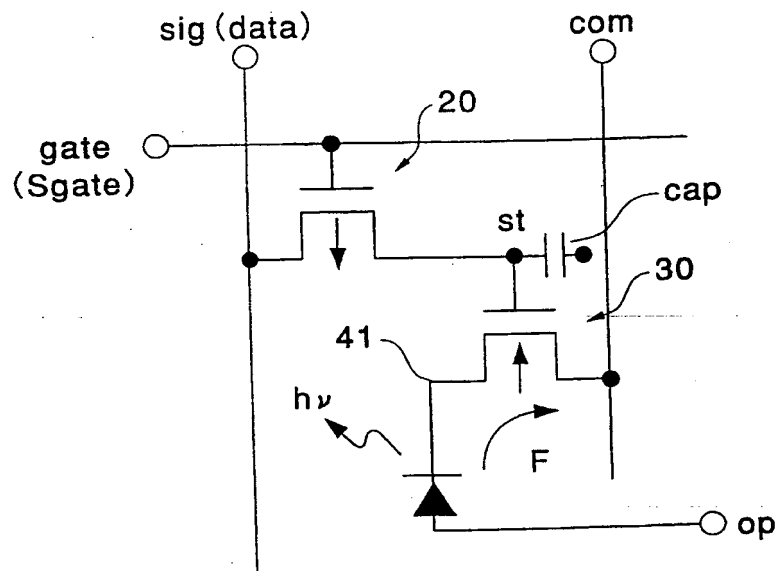 sig (data)
com
20
gate
(Sgate)
cap
st
30
41
hν
F
op